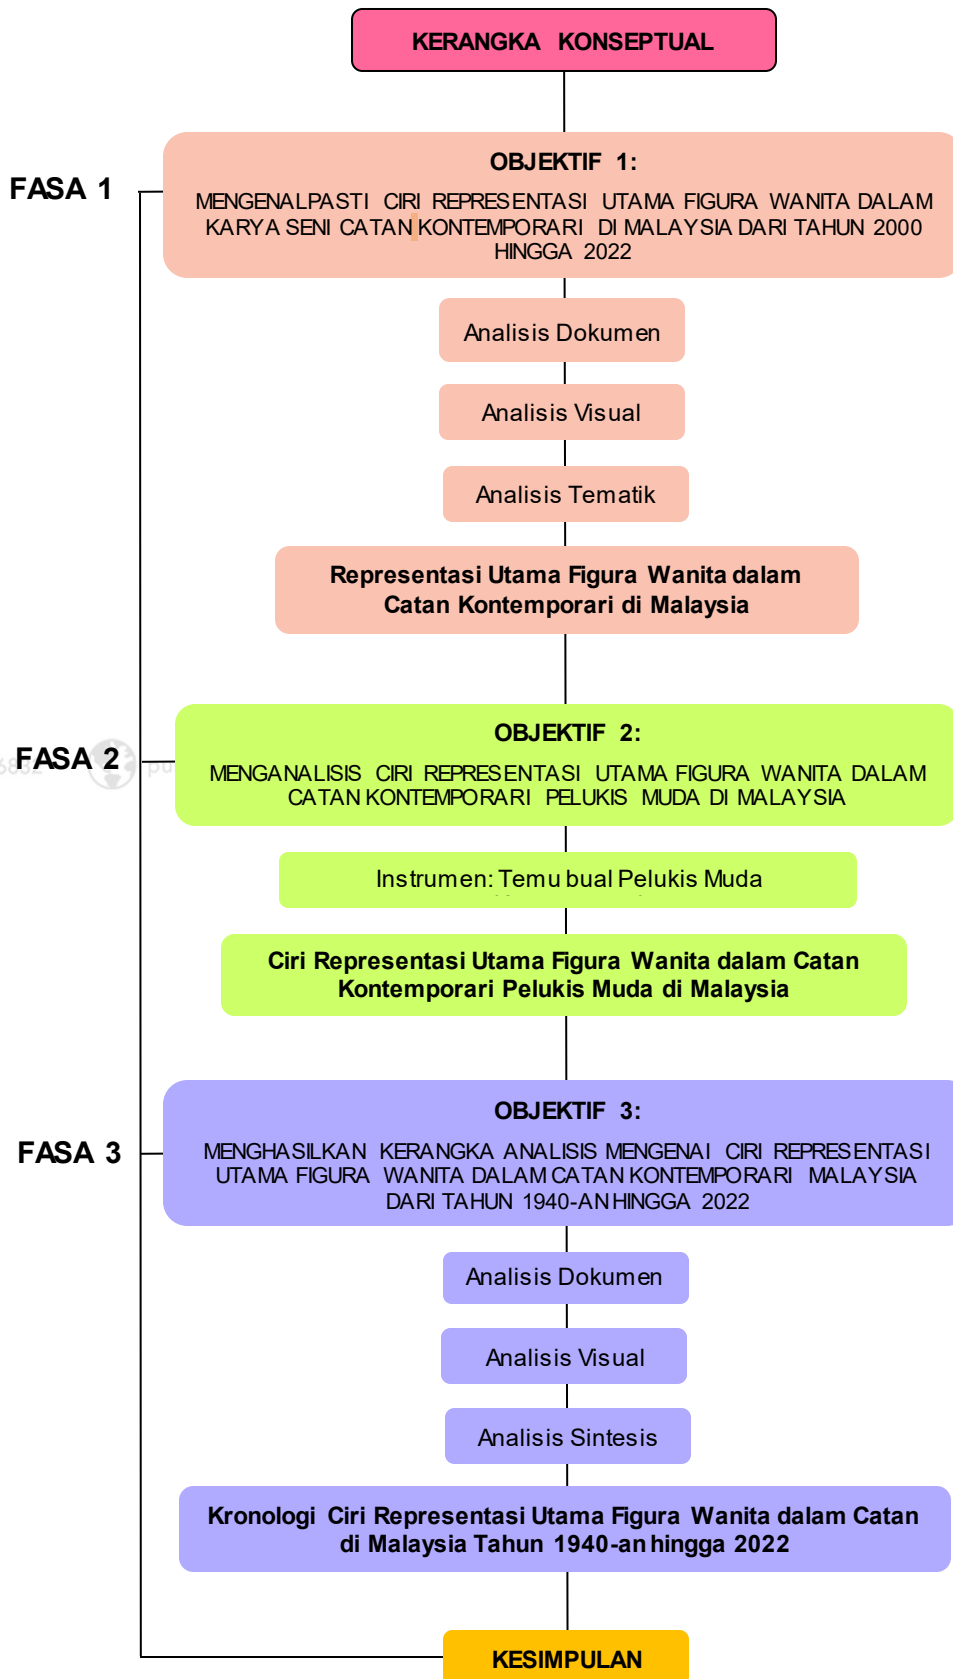 KERANGKA KONSEPTUAL
FASA 1
OBJEKTIF 1:
MENGENALPASTI CIRI REPRESENTASI UTAMA FIGURA WANITA DALAM
KARYA SENI CATAN KONTEMPORARI DI MALAYSIA DARI TAHUN 2000
HINGGA 2022
Analisis Dokumen
Analisis Visual
Analisis Tematik
Representasi Utama Figura Wanita dalam
Catan Kontemporari di Malaysia
FASA 2
OBJEKTIF 2:
MENGANALISIS CIRI REPRESENTASI UTAMA FIGURA WANITA DALAM
CATAN KONTEMPORARI PELUKIS MUDA DI MALAYSIA
Instrumen: Temu bual Pelukis Muda
Ciri Representasi Utama Figura Wanita dalam Catan
Kontemporari Pelukis Muda di Malaysia
FASA 3
OBJEKTIF 3:
MENGHASILKAN KERANGKA ANALISIS MENGENAI CIRI REPRESENTASI
UTAMA FIGURA WANITA DALAM CATAN KONTEMPORARI MALAYSIA
DARI TAHUN 1940-AN HINGGA 2022
Analisis Dokumen
Analisis Visual
Analisis Sintesis
Kronologi Ciri Representasi Utama Figura Wanita dalam Catan
di Malaysia Tahun 1940-an hingga 2022
KESIMPULAN